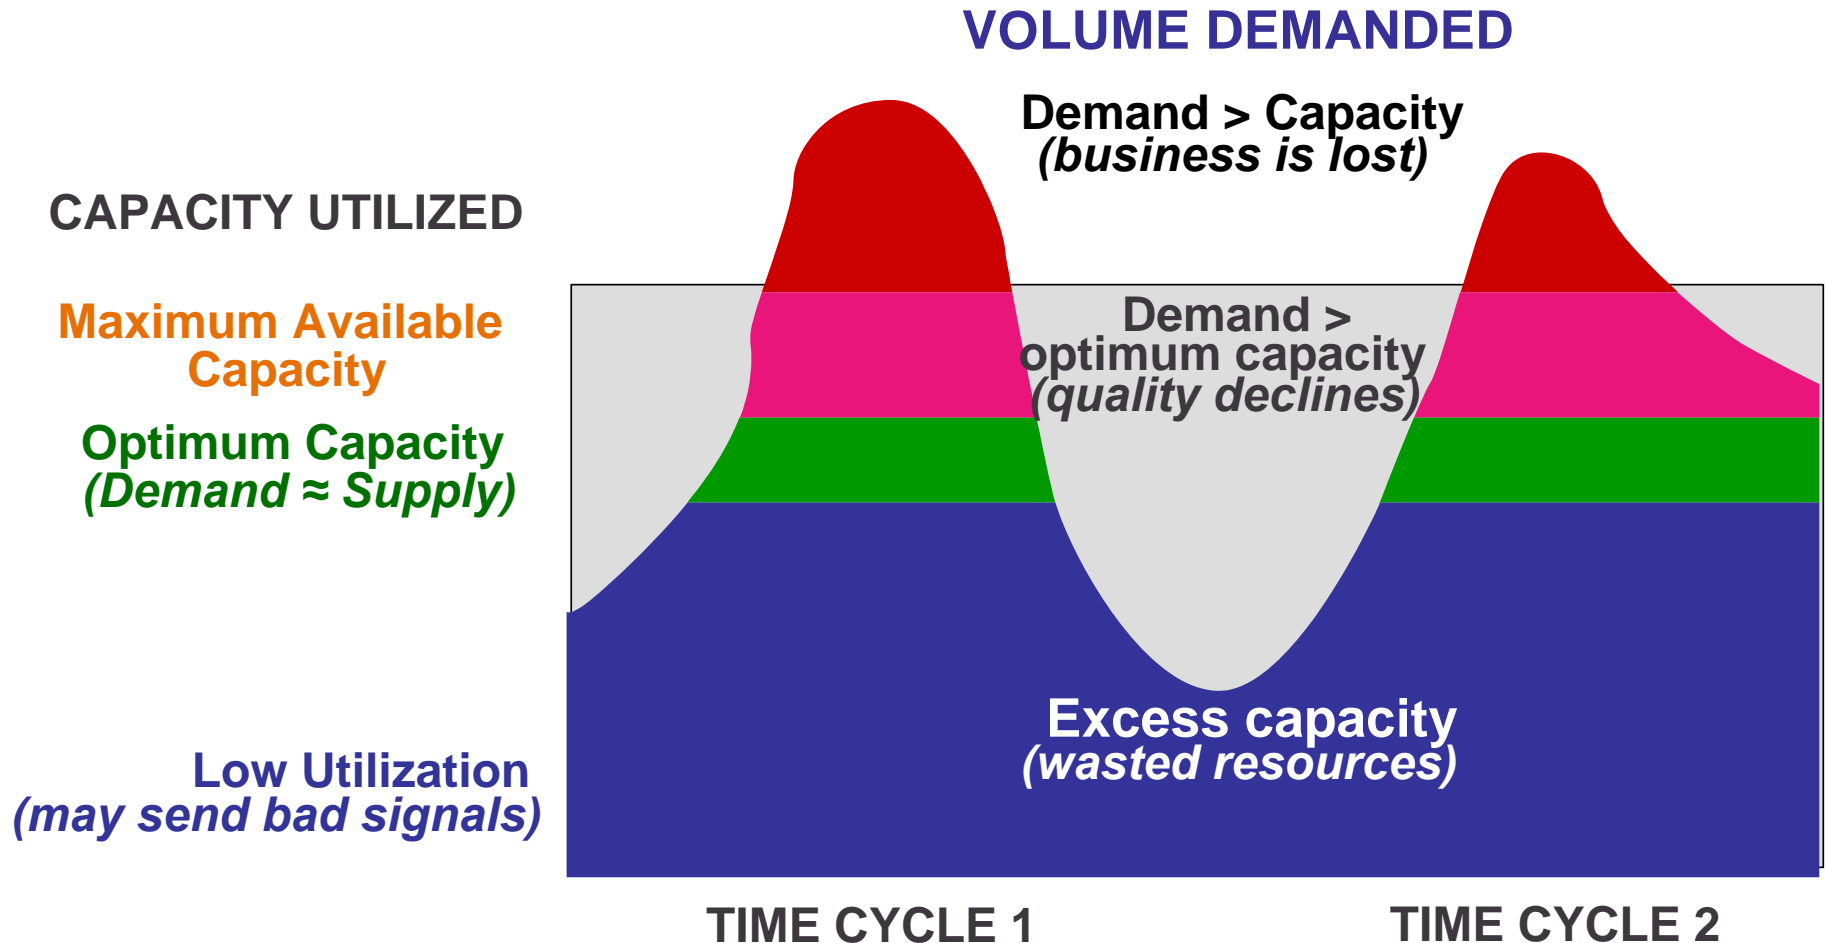 VOLUME DEMANDED
Demand > Capacity
(business is lost)
CAPACITY UTILIZED
Maximum Available
Capacity
Demand >
optimum capacity
(quality declines)
Optimum Capacity
(Demand ≈ Supply)
Excess capacity
(wasted resources)
Low Utilization
(may send bad signals)
TIME CYCLE 1
TIME CYCLE 2